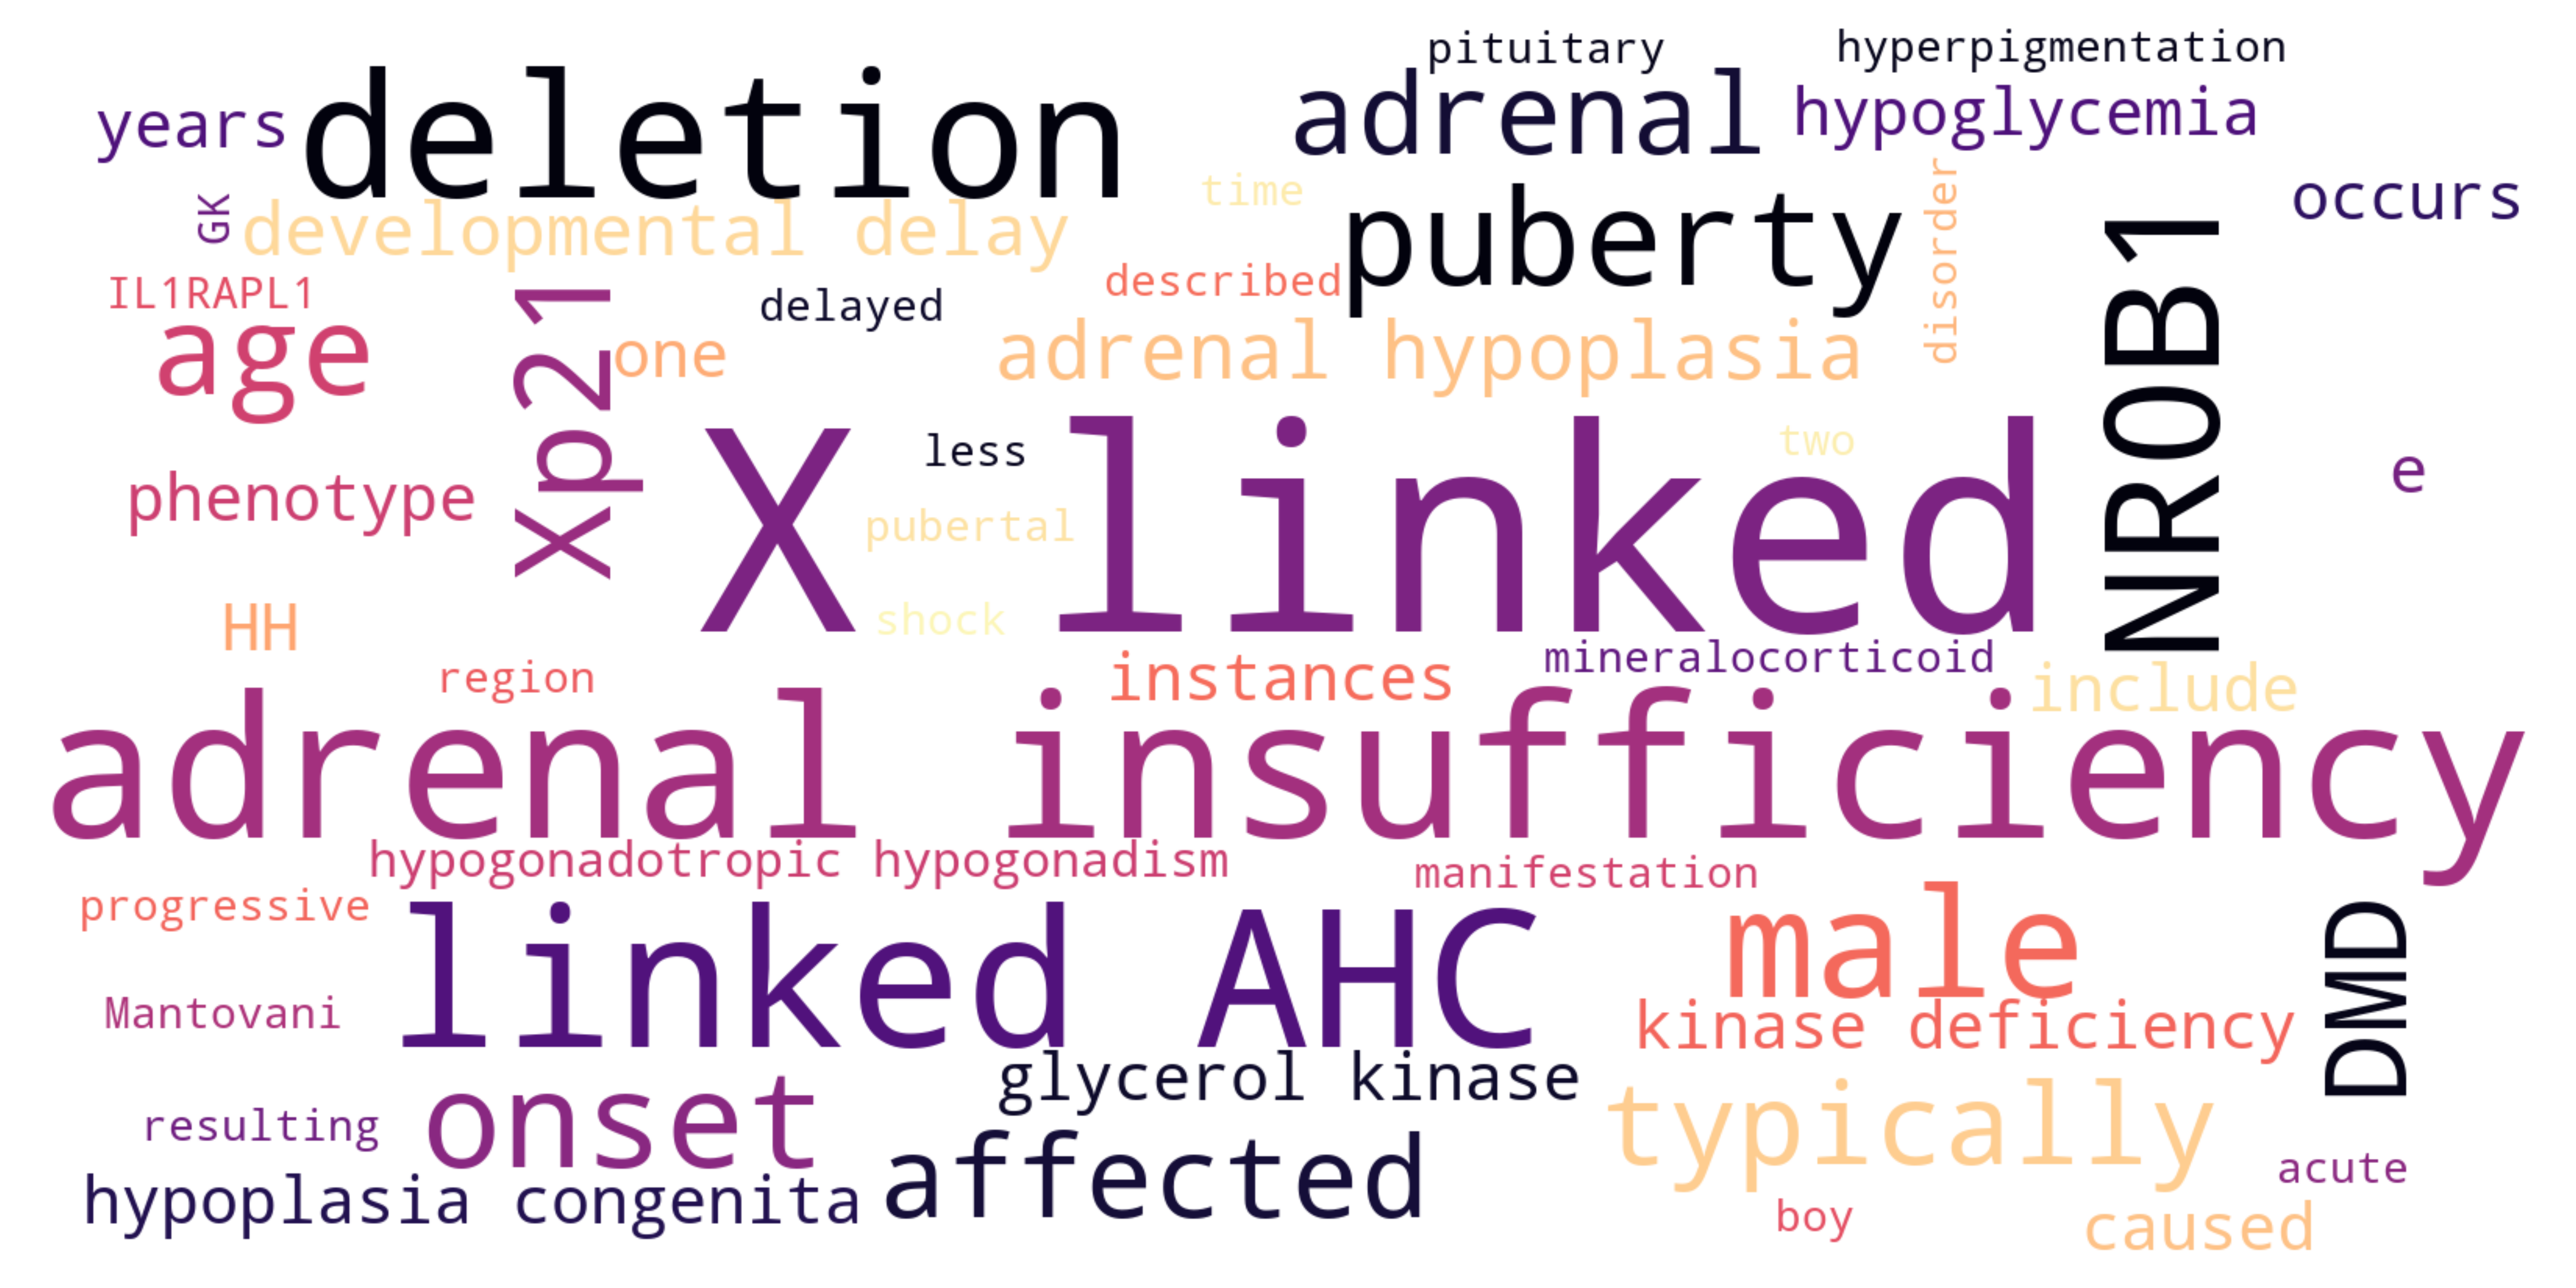 pituitary
hyperpigmentation
years
deletion
adrenal
hypoglycemia
GK
developmental delay
time
puberty
disorder
occurs
IL1RAPL1
age
Xp21
delayed
one
described
adrenal hypoplasia
NR0B1
phenotype
X linked
less
two
e
pubertal
shock
HH
region
instances
mineralocorticoid
include
adrenal insufficiency
hypogonadotropic hypogonadism
manifestation
progressive
linked AHC
male
DMD
Mantovani
kinase deficiency
glycerol kinase
resulting
onset
typically
hypoplasia congenita
affected
acute
boy
caused